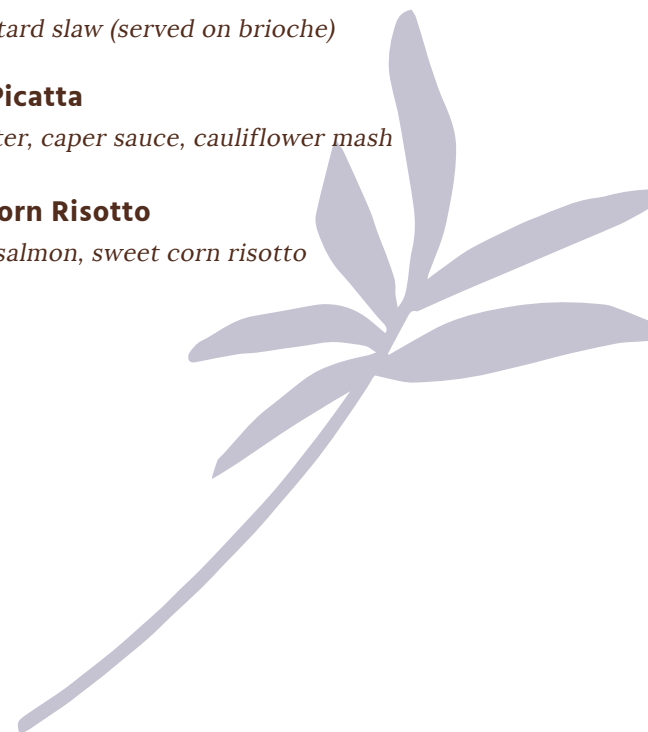 tard slaw (served on brioche)
Picatta
ter, caper sauce, cauliflower mash
orn Risotto
salmon, sweet corn risotto